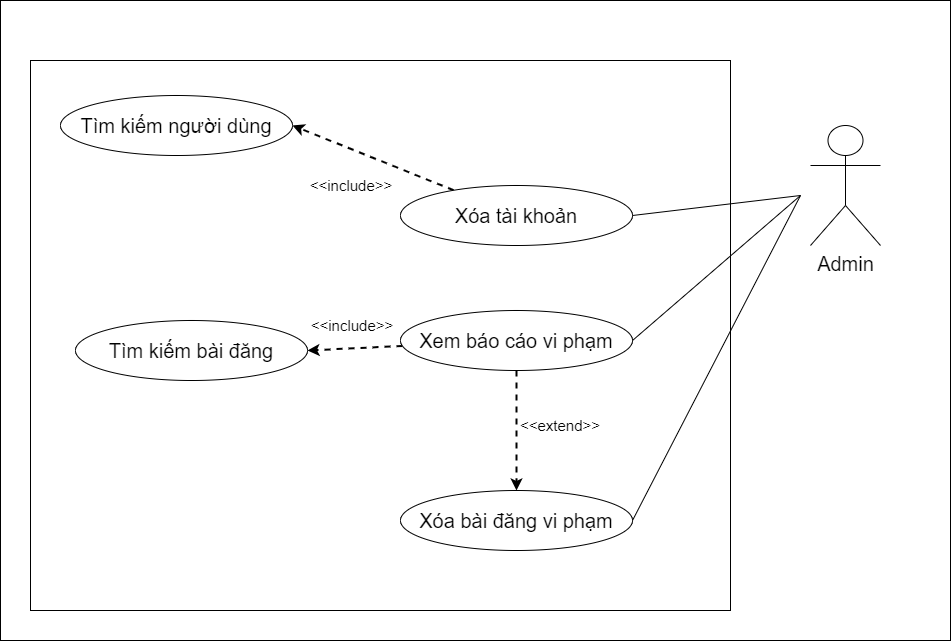 Tìm kiếm người dùng
<<include>>
Xóa tài khoản
Admin
<<include>>
Xem báo cáo vi phạm
Tìm kiếm bài đăng
<<extend>>
Xóa bài đăng vi phạm